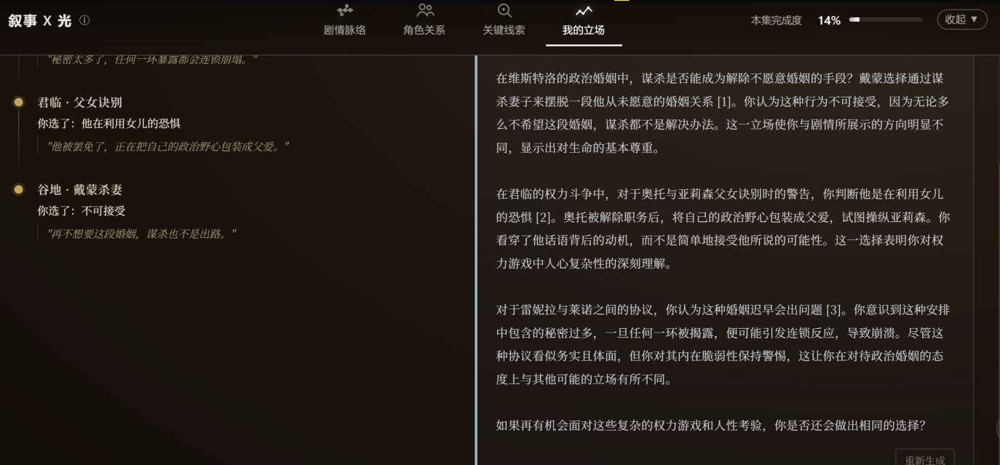 叙事 X 光 ⓘ
剧情脉络
角色关系
关键线索
我的立场
本集完成度 14%
收起 ▼
"秘密太多了，任何一环暴露都会连锁崩塌。"
君临 · 父女诀别
你选了：他在利用女儿的恐惧
"他被罢免了，正在把自己的政治野心包装成父爱。"
谷地 · 戴蒙杀妻
你选了：不可接受
"再不想要这段婚姻，谋杀也不是出路。"
在维斯特洛的政治婚姻中，谋杀是否能成为解除不愿意婚姻的手段？戴蒙选择通过谋
杀妻子来摆脱一段他从未愿意的婚姻关系 [1]。你认为这种行为不可接受，因为无论多
么不希望这段婚姻，谋杀都不是解决办法。这一立场使你与剧情所展示的方向明显不
同，显示出对生命的基本尊重。
在君临的权力斗争中，对于奥托与亚莉森父女诀别时的警告，你判断他是在利用女儿
的恐惧 [2]。奥托被解除职务后，将自己的政治野心包装成父爱，试图操纵亚莉森。你
看穿了他话语背后的动机，而不是简单地接受他所说的可能性。这一选择表明你对权
力游戏中人心复杂性的深刻理解。
对于雷妮拉与莱诺之间的协议，你认为这种婚姻迟早会出问题 [3]。你意识到这种安排
中包含的秘密过多，一旦任何一环被揭露，便可能引发连锁反应，导致崩溃。尽管这
种协议看似务实且体面，但你对其内在脆弱性保持警惕，这让你在对待政治婚姻的态
度上与其他可能的立场有所不同。
如果再有机会面对这些复杂的权力游戏和人性考验，你是否还会做出相同的选择？
重新生成